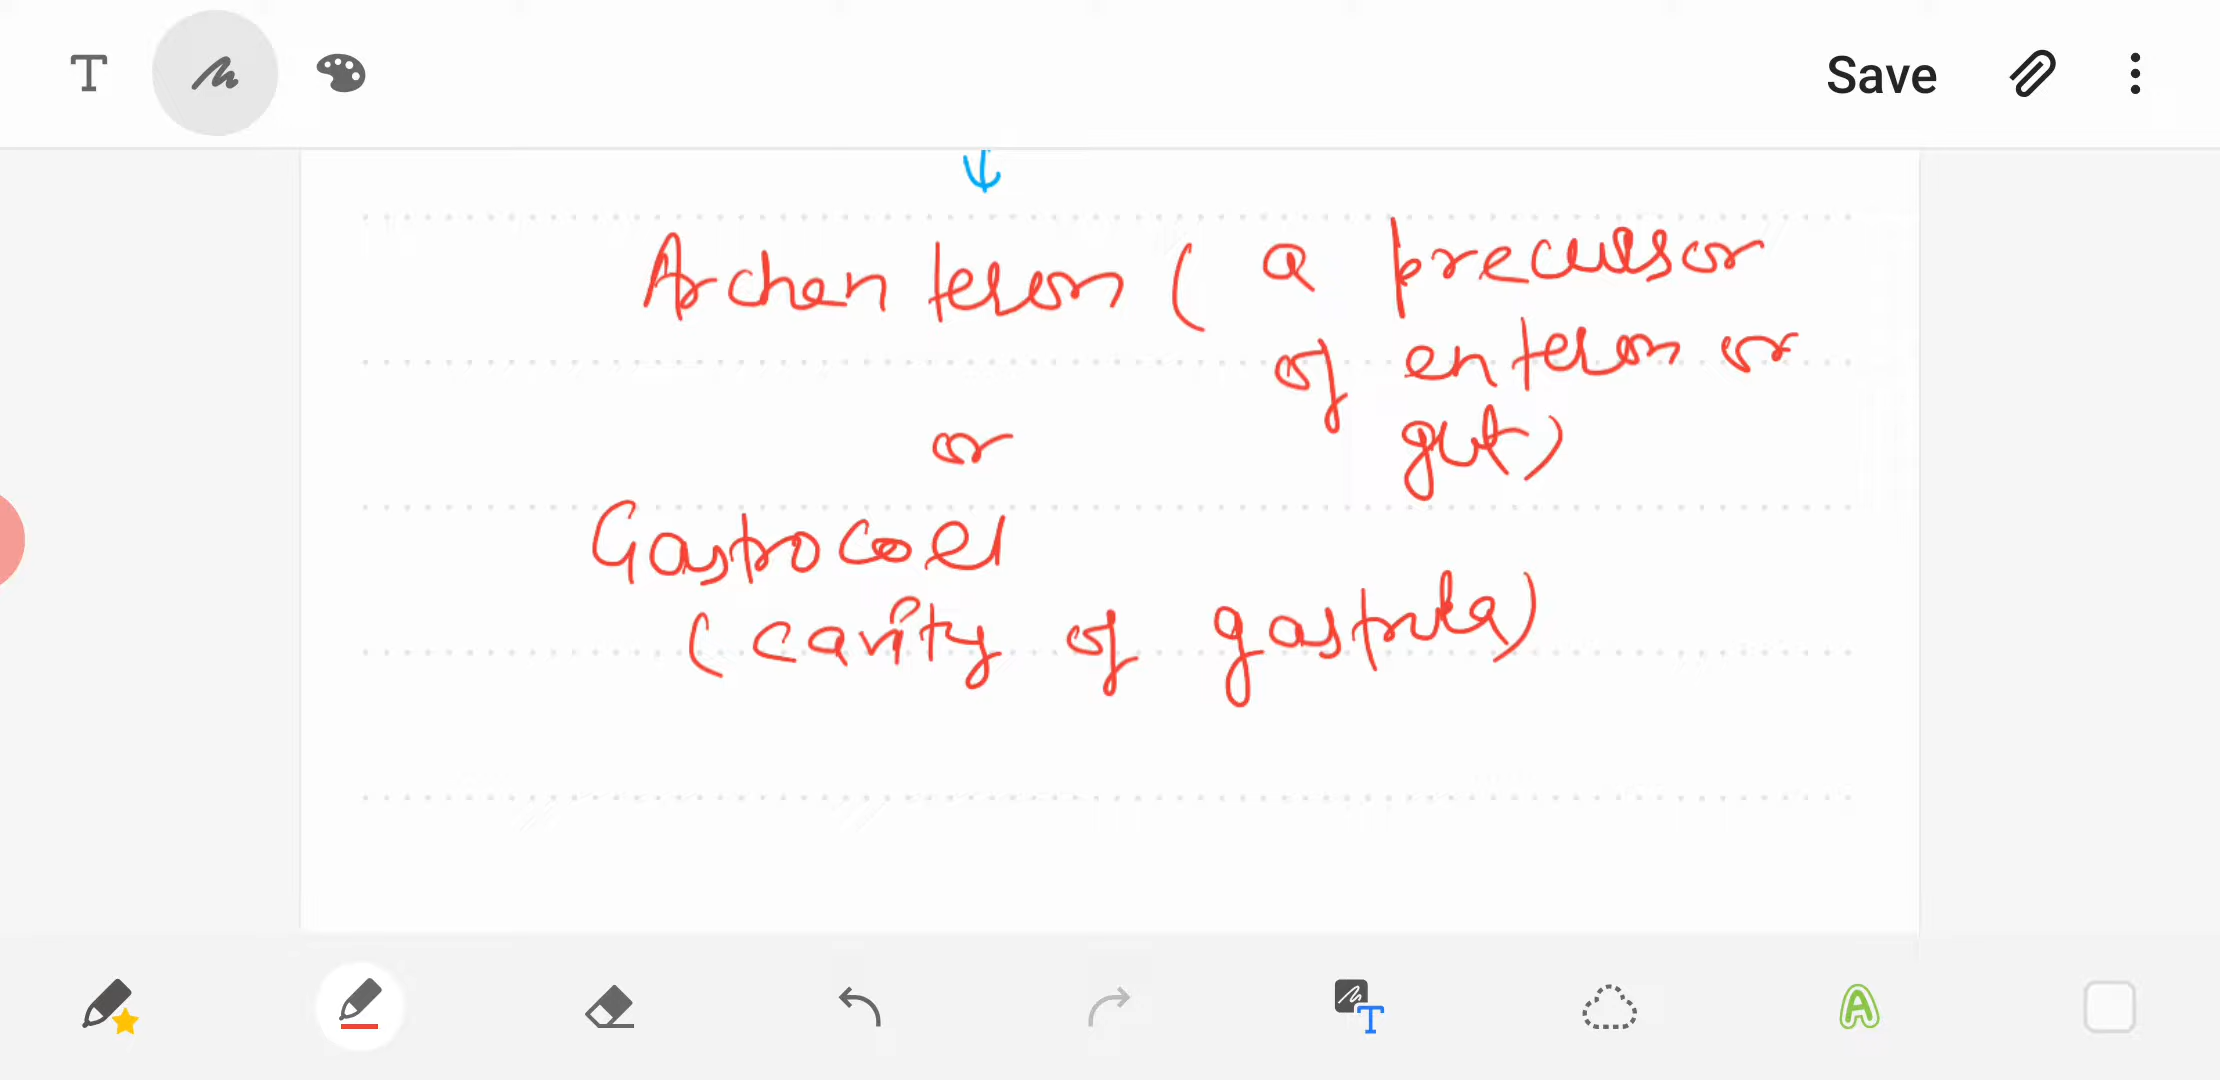 Save
Archenteron ( a precursor
of enteron or
gut)
or
Gastrocoel
(cavity of gastrula)